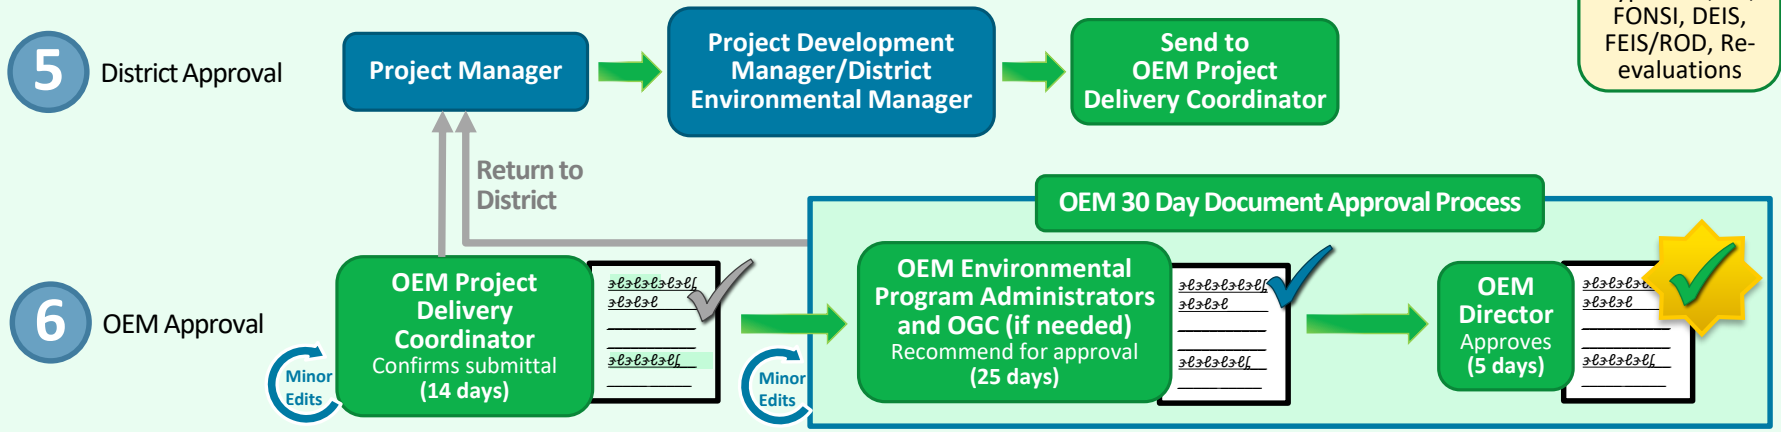 5
District Approval
Project Manager
Project Development
Manager/District
Environmental Manager
Send to
OEM Project
Delivery Coordinator
FONSI, DEIS,
FEIS/ROD, Re-
evaluations
Return to
District
OEM 30 Day Document Approval Process
6
OEM Approval
Minor
Edits
OEM Project
Delivery
Coordinator
Confirms submittal
(14 days)
Minor
Edits
OEM Environmental
Program Administrators
and OGC (if needed)
Recommend for approval
(25 days)
OEM
Director
Approves
(5 days)